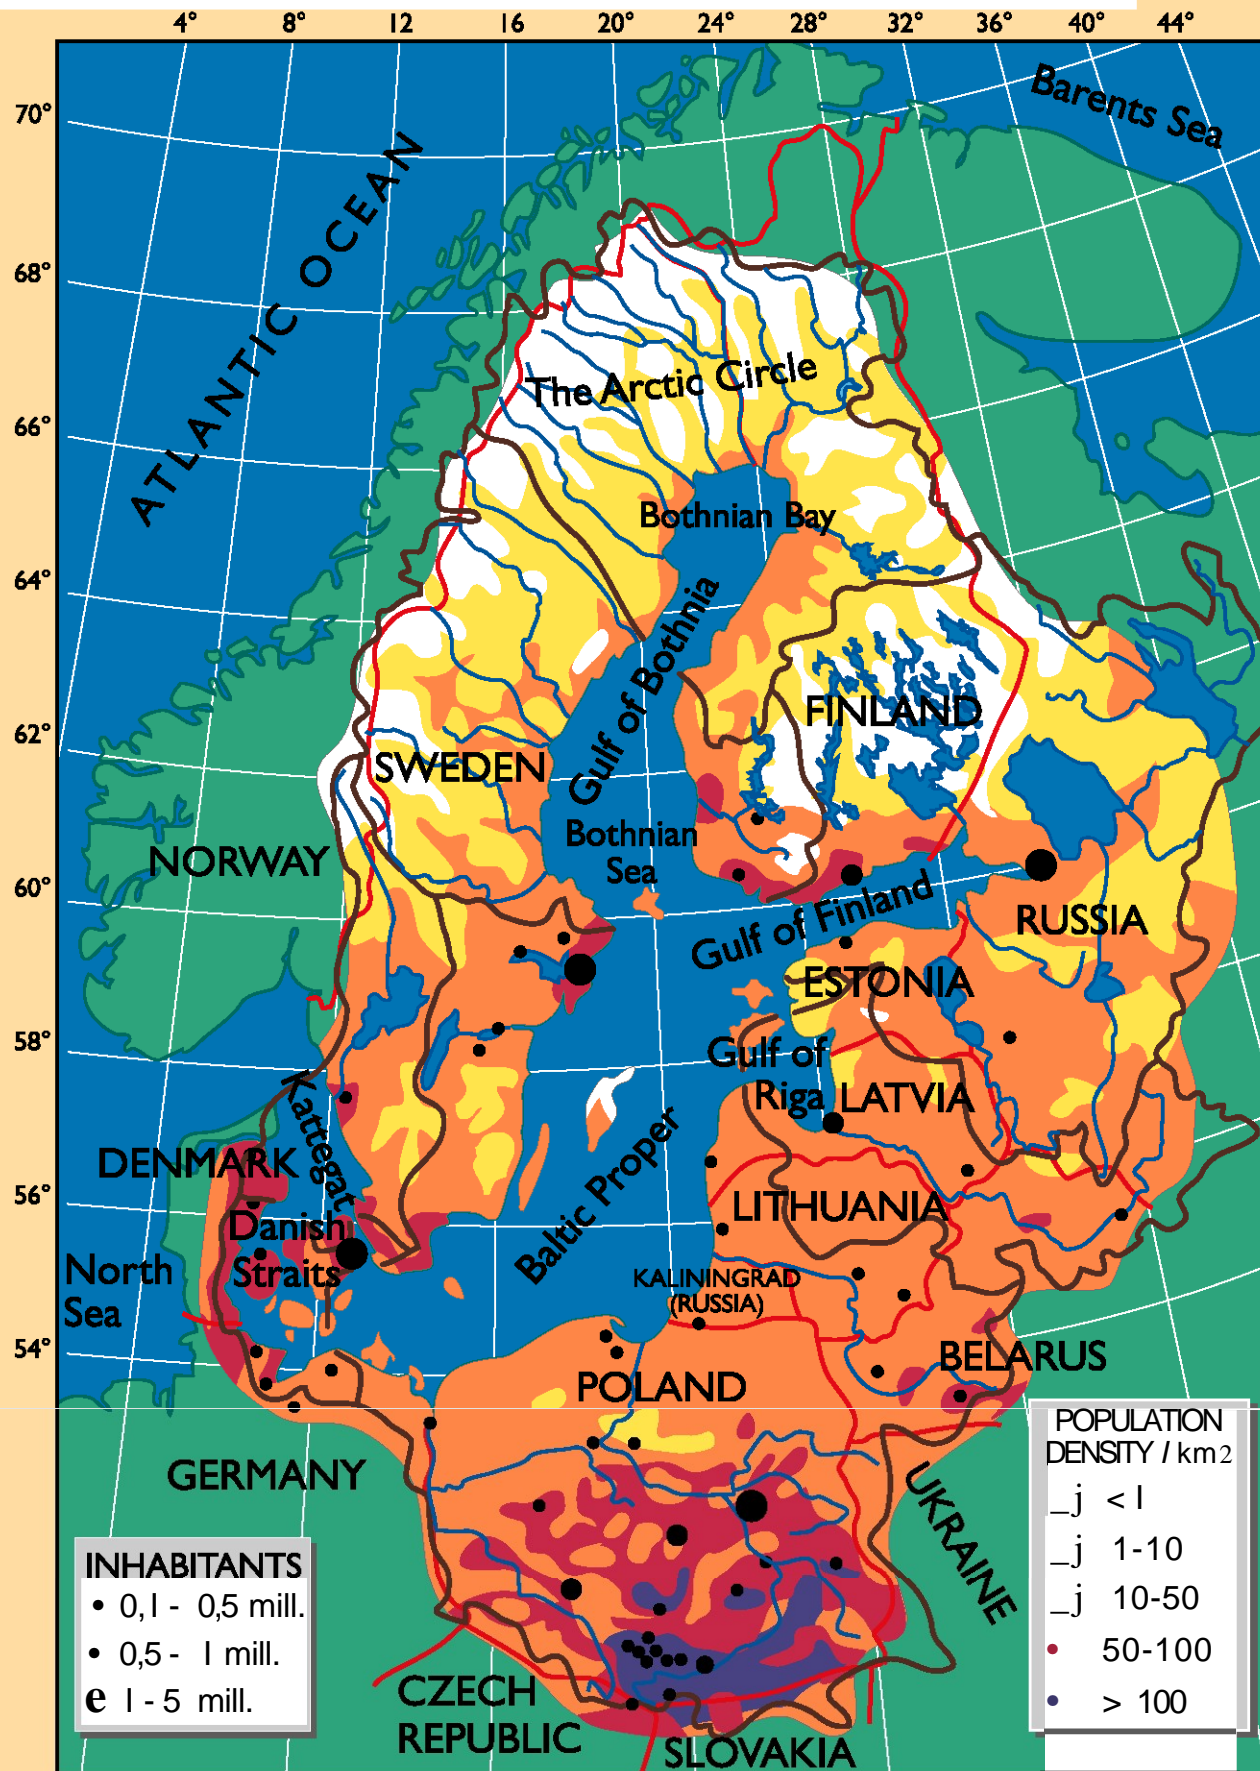 4° 8° 12 16 20° 24° 28° 32° 36° 40° 44°
70°
68°
66°
64°
62°
60°
58°
56°
54°
Barents Sea
ATLANTIC OCEAN
The Arctic Circle
Bothnian Bay
Gulf of Bothnia
FINLAND
SWEDEN
Bothnian
Sea
NORWAY
Gulf of Finland
RUSSIA
ESTONIA
Gulf of
Riga
LATVIA
Kattegat
DENMARK
Baltic Proper
LITHUANIA
Danish
Straits
North
Sea
KALININGRAD
(RUSSIA)
BELARUS
POLAND
GERMANY
UKRAINE
CZECH
REPUBLIC
SLOVAKIA
INHABITANTS
• 0,I - 0,5 mill.
• 0,5 - I mill.
e I - 5 mill.
POPULATION
DENSITY / km2
_j < I
_j 1-10
_j 10-50
• 50-100
• > 100